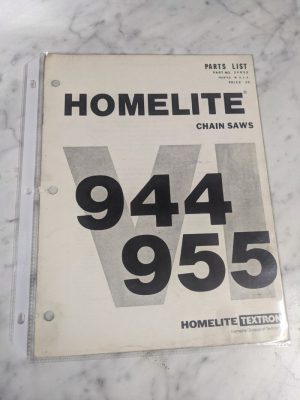 PARTS LIST
HOMELITE®
CHAIN SAWS
VI
944
955
HOMELITE TEXTRON